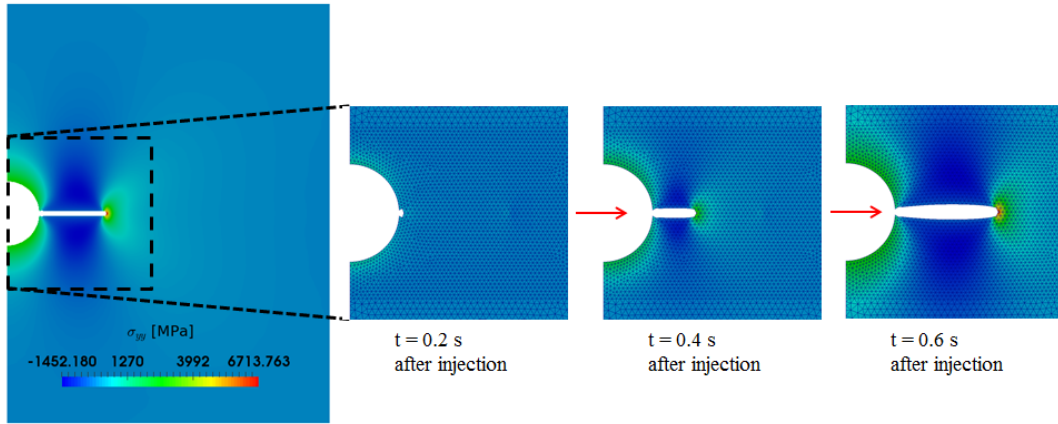 σyy [MPa]
-1452.180 1270 3992 6713.763
t = 0.2 s
after injection
t = 0.4 s
after injection
t = 0.6 s
after injection